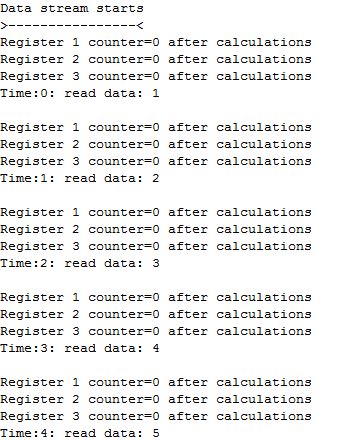 Data stream starts
>----------------<
Register 1 counter=0 after calculations
Register 2 counter=0 after calculations
Register 3 counter=0 after calculations
Time:0: read data: 1
Register 1 counter=0 after calculations
Register 2 counter=0 after calculations
Register 3 counter=0 after calculations
Time:1: read data: 2
Register 1 counter=0 after calculations
Register 2 counter=0 after calculations
Register 3 counter=0 after calculations
Time:2: read data: 3
Register 1 counter=0 after calculations
Register 2 counter=0 after calculations
Register 3 counter=0 after calculations
Time:3: read data: 4
Register 1 counter=0 after calculations
Register 2 counter=0 after calculations
Register 3 counter=0 after calculations
Time:4: read data: 5